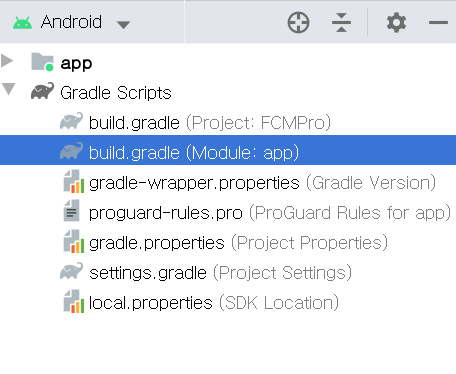 Android
app
Gradle Scripts
build.gradle (Project: FCMPro)
build.gradle (Module: app)
gradle-wrapper.properties (Gradle Version)
proguard-rules.pro (ProGuard Rules for app)
gradle.properties (Project Properties)
settings.gradle (Project Settings)
local.properties (SDK Location)